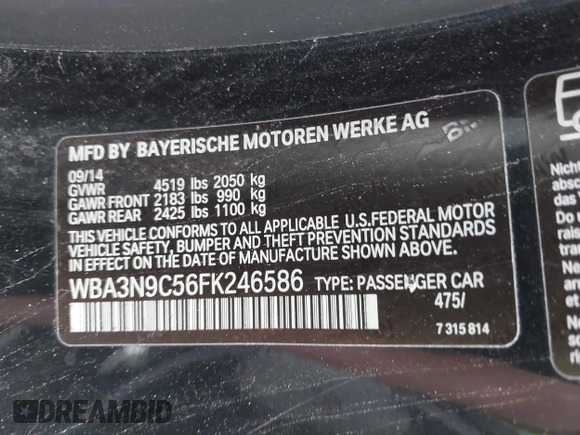 MFD BY BAYERISCHE MOTOREN WERKE AG
09/14
GVWR 4519 lbs 2050 kg
GAWR FRONT 2183 lbs 990 kg
GAWR REAR 2425 lbs 1100 kg
THIS VEHICLE CONFORMS TO ALL APPLICABLE U.S.FEDERAL MOTOR
VEHICLE SAFETY, BUMPER AND THEFT PREVENTION STANDARDS
IN EFFECT ON THE DATE OF MANUFACTURE SHOWN ABOVE.
WBA3N9C56FK246586 TYPE: PASSENGER CAR
475/
7 315 814
Nicht
das
Do
rais
the
Ne
DREAMBID